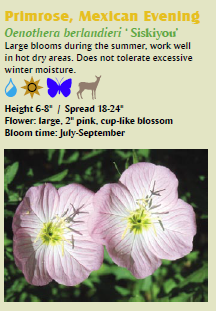 Primrose, Mexican Evening
Oenothera berlandieri ' Siskiyou'
Large blooms during the summer, work well
in hot dry areas. Does not tolerate excessive
winter moisture.
Height 6-8" / Spread 18-24"
Flower: large, 2" pink, cup-like blossom
Bloom time: July-September